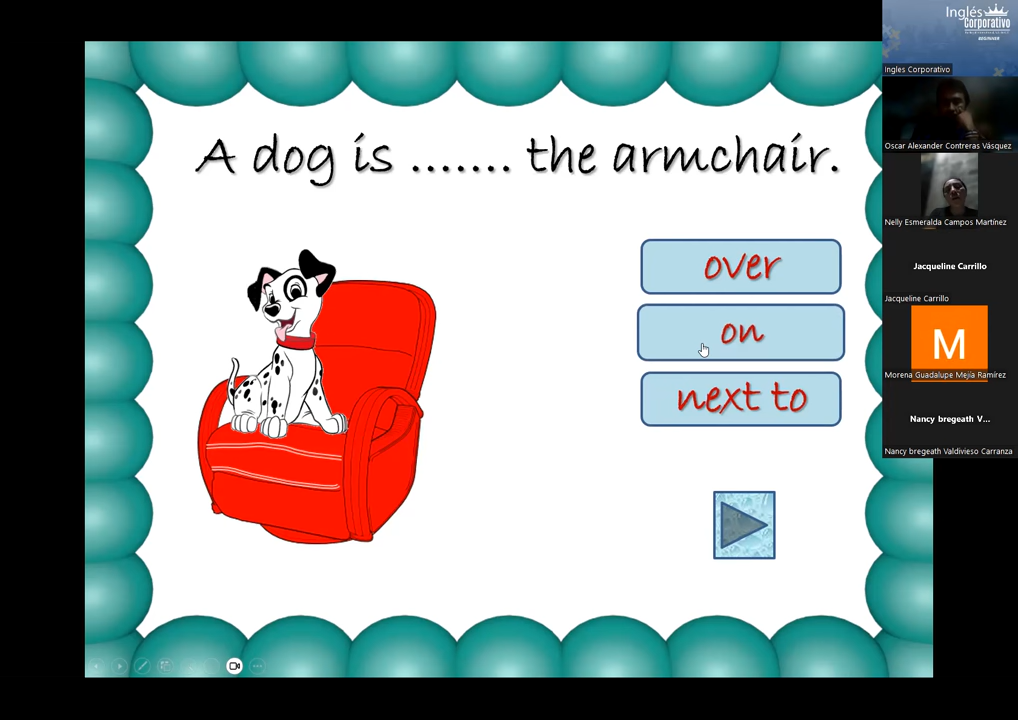 A dog is ....... the armchair.
over
on
next to
Inglés
Corporativo
BEGINNER
Ingles Corporativo
Oscar Alexander Contreras Vásquez
Nelly Esmeralda Campos Martínez
Jacqueline Carrillo
Jacqueline Carrillo
M
Morena Guadalupe Mejía Ramírez
Nancy bregeath V...
Nancy bregeath Valdivieso Carranza